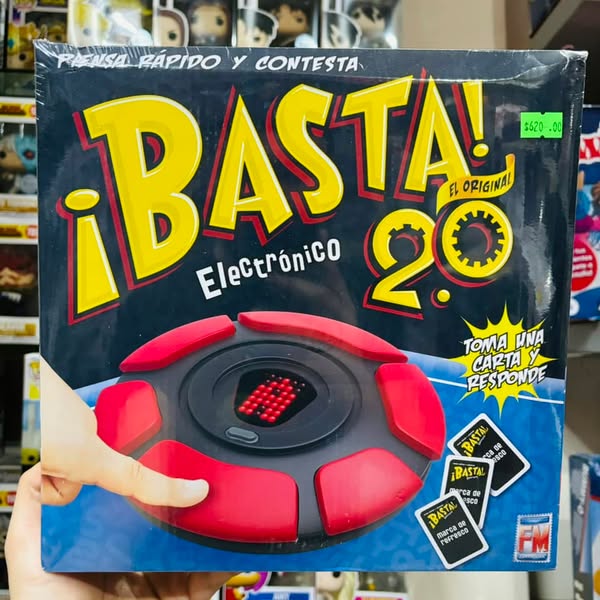 PIENSA RÁPIDO Y CONTESTA
¡BASTA!
EL ORIGINAL
Electrónico
2.0
$620.00
TOMA UNA
CARTA Y
RESPONDE
A
¡BASTA!
marca de
¡BASTA!
marca de
refresco
¡BASTA!
marca de
refresco
FM